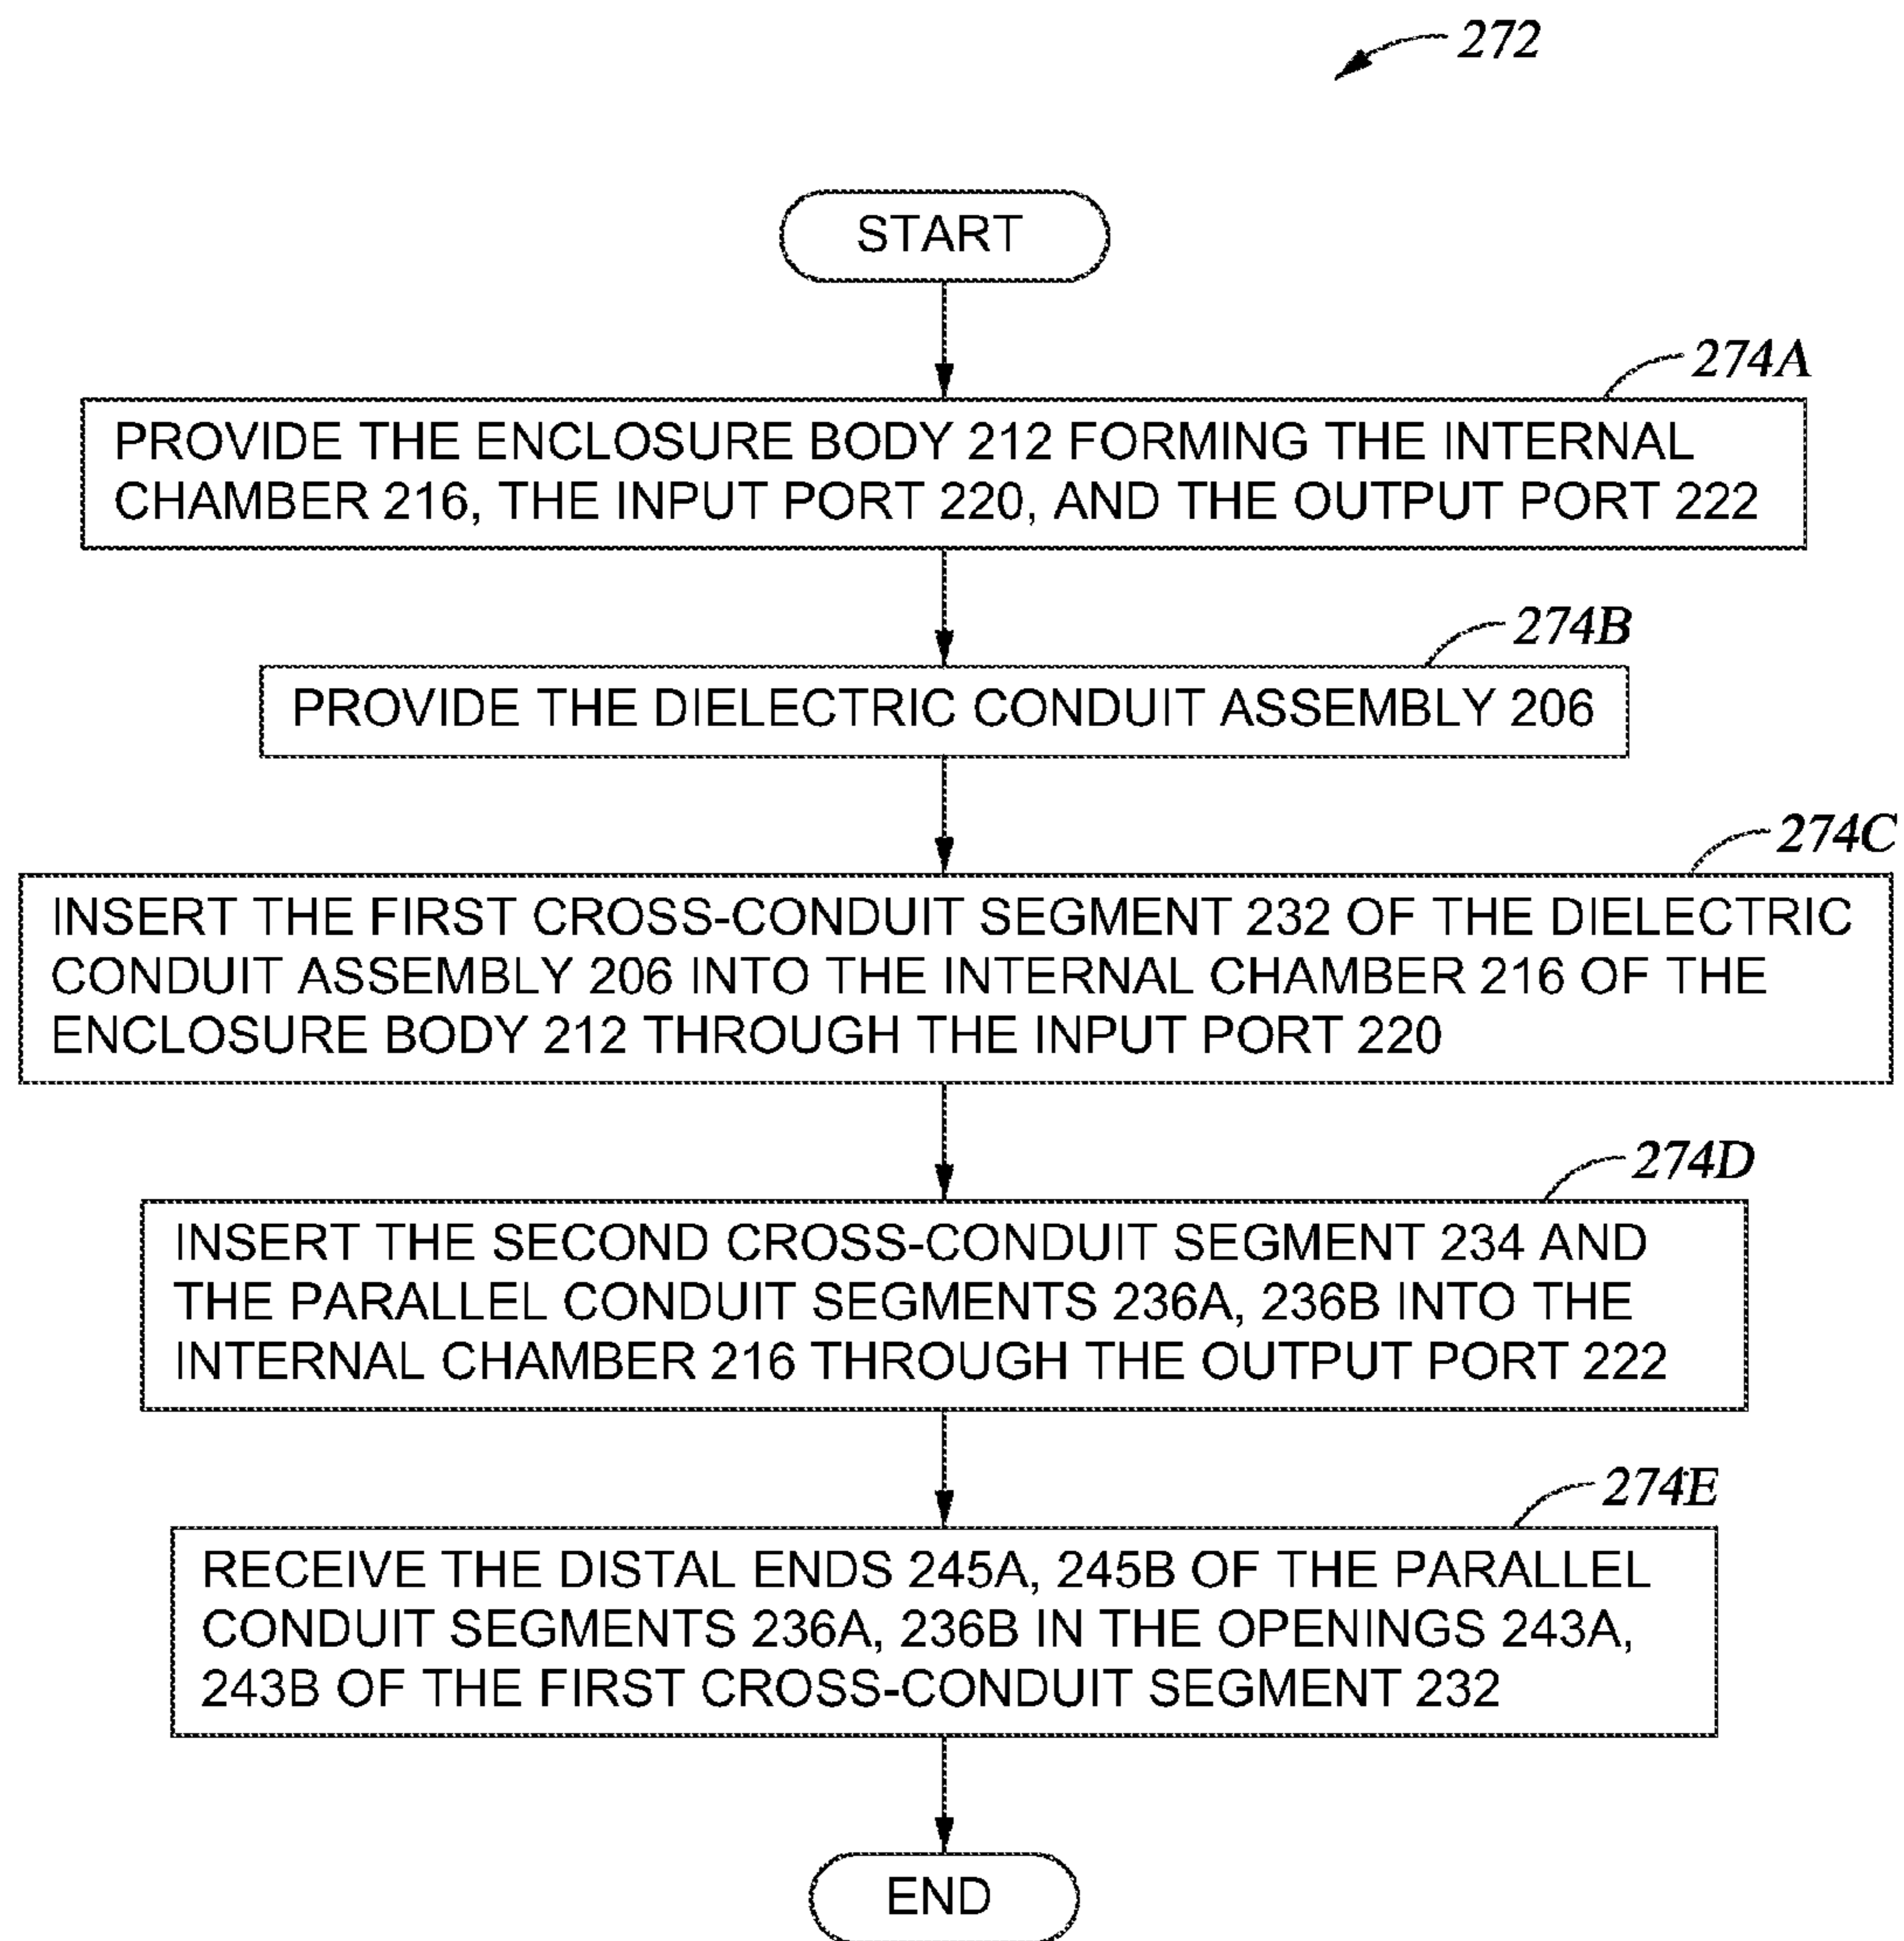 272
START
274A
PROVIDE THE ENCLOSURE BODY 212 FORMING THE INTERNAL
CHAMBER 216, THE INPUT PORT 220, AND THE OUTPUT PORT 222
274B
PROVIDE THE DIELECTRIC CONDUIT ASSEMBLY 206
274C
INSERT THE FIRST CROSS-CONDUIT SEGMENT 232 OF THE DIELECTRIC
CONDUIT ASSEMBLY 206 INTO THE INTERNAL CHAMBER 216 OF THE
ENCLOSURE BODY 212 THROUGH THE INPUT PORT 220
274D
INSERT THE SECOND CROSS-CONDUIT SEGMENT 234 AND
THE PARALLEL CONDUIT SEGMENTS 236A, 236B INTO THE
INTERNAL CHAMBER 216 THROUGH THE OUTPUT PORT 222
274E
RECEIVE THE DISTAL ENDS 245A, 245B OF THE PARALLEL
CONDUIT SEGMENTS 236A, 236B IN THE OPENINGS 243A,
243B OF THE FIRST CROSS-CONDUIT SEGMENT 232
END